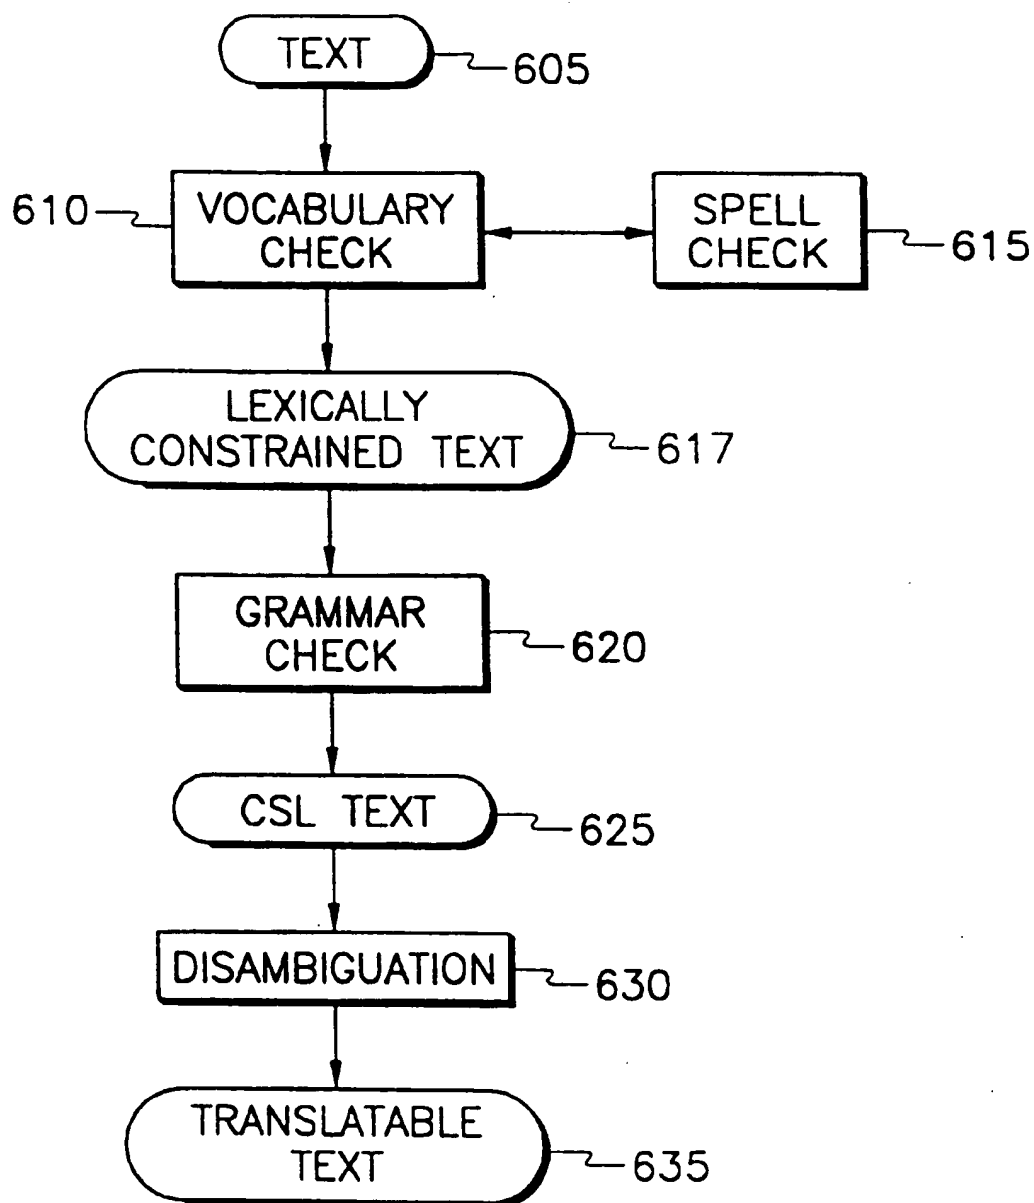 TEXT
605
610
VOCABULARY
CHECK
SPELL
CHECK
615
LEXICALLY
CONSTRAINED TEXT
617
GRAMMAR
CHECK
620
CSL TEXT
625
DISAMBIGUATION
630
TRANSLATABLE
TEXT
635